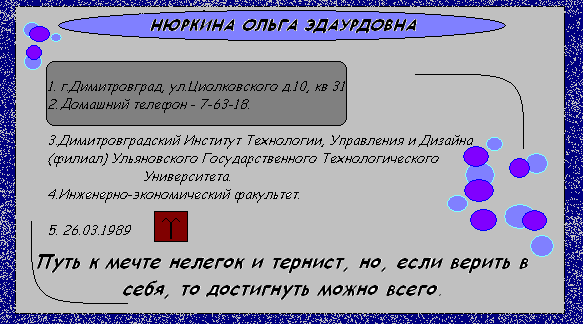 НЮРКИНА ОЛЬГА ЭДАУРДОВНА
1. г.Димитровград, ул.Циолковского д.10, кв 31
2. Домашний телефон - 7-63-18.
3.Димитровградский Институт Технологии, Управления и Дизайна
(филиал) Ульяновского Государственного Технологического
Университета.
4.Инженерно-экономический факультет.
5. 26.03.1989
Путь к мечте нелегок и тернист, но, если верить в
себя, то достигнуть можно всего.